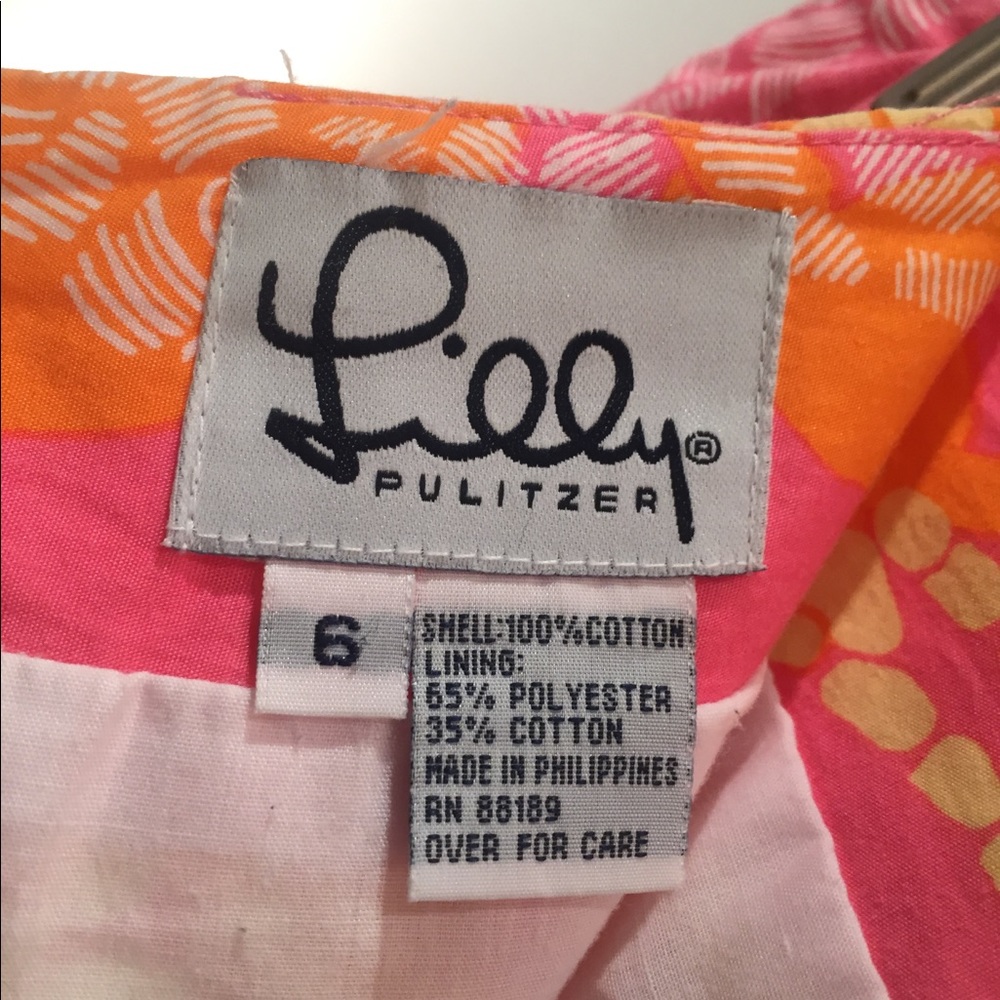 Lilly®
PULITZER
6
SHELL:100%COTTON
LINING:
65% POLYESTER
35% COTTON
MADE IN PHILIPPINES
RN 88189
OVER FOR CARE